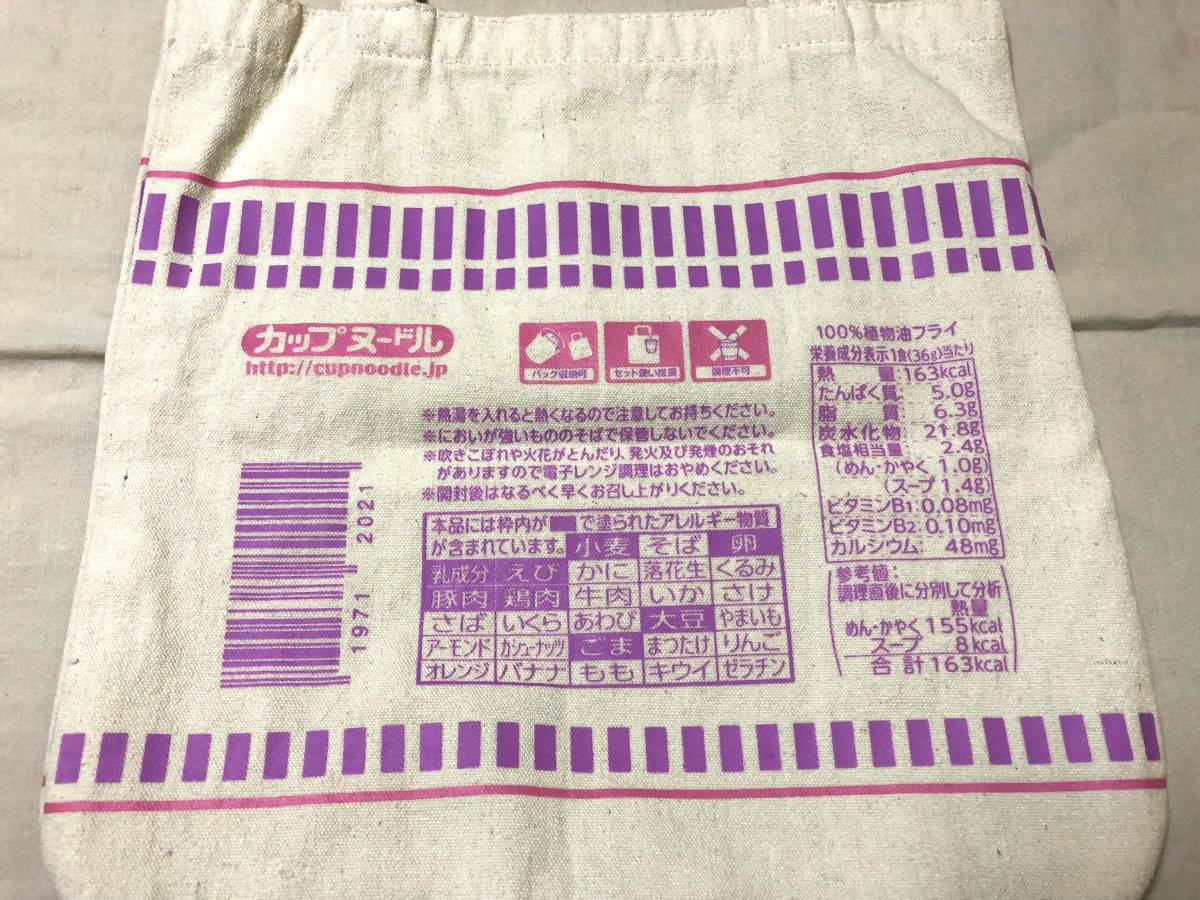 カップヌードル
http://cupnoodle.jp
バック収納可
セット使い推奨
調理不可
※熱湯を入れると熱くなるので注意してお持ちください。
※においが強いもののそばで保管しないでください。
※吹きこぼれや火花がとんだり、発火及び発煙のおそれ
がありますので電子レンジ調理はおやめください。
※開封後はなるべく早くお召し上がりください。
1971 2021
本品には枠内が■で塗られたアレルギー物質
が含まれています。 小麦 そば 卵
乳成分 えび かに 落花生 くるみ
豚肉 鶏肉 牛肉 いか さけ
さば いくら あわび 大豆 やまいも
アーモンド カシューナッツ ごま まつたけ りんご
オレンジ バナナ もも キウイ ゼラチン
100%植物油フライ
栄養成分表示1食(36g)当たり
熱量:163kcal
たんぱく質: 5.0g
脂質: 6.3g
炭水化物: 21.8g
食塩相当量: 2.4g
(めん・かやく 1.0g)
(スープ 1.4g)
ビタミンB1:0.08mg
ビタミンB2:0.10mg
カルシウム: 48mg
参考値:
調理直後に分別して分析
熱量
めん・かやく 155kcal
スープ 8kcal
合計 163kcal